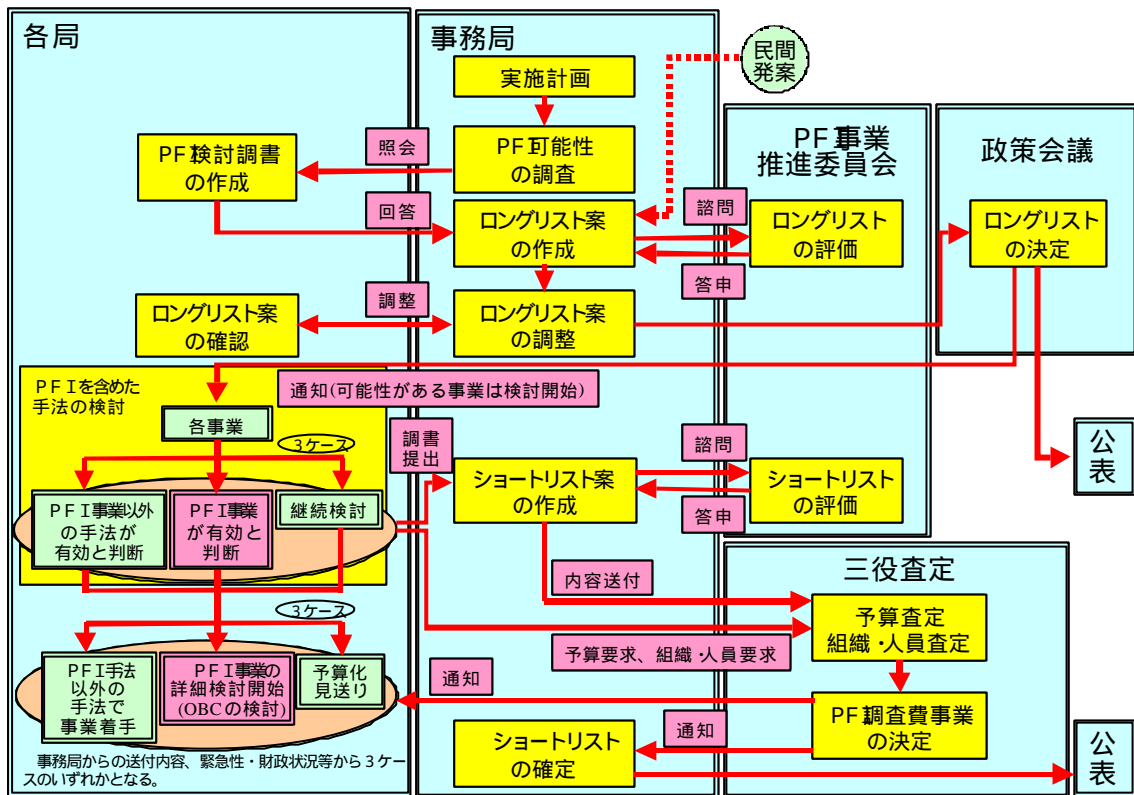 各局
事務局
民間
発案
実施計画
PFI可能性
の調査
照会
PFI検討調書
の作成
回答
ロングリスト案
の作成
諮問
答申
PFI事業
推進委員会
ロングリスト
の評価
政策会議
ロングリスト
の決定
調整
ロングリスト案
の確認
ロングリスト案
の調整
通知(可能性がある事業は検討開始)
PFIを含めた
手法の検討
各事業
3ケース
PFI事業以外
の手法が
有効と判断
PFI事業
が有効と
判断
継続検討
調書
提出
ショートリスト案
の作成
諮問
答申
ショートリスト
の評価
公
表
内容送付
三役査定
予算査定
組織・人員査定
予算要求、組織・人員要求
3ケース
PFI手法
以外の
手法で
事業着手
PFI事業の
詳細検討開始
(OBCの検討)
予算化
見送り
通知
PFI調査費事業
の決定
通知
ショートリスト
の確定
公
表
事務局からの送付内容、緊急性・財政状況等から3ケー
スのいずれかとなる。